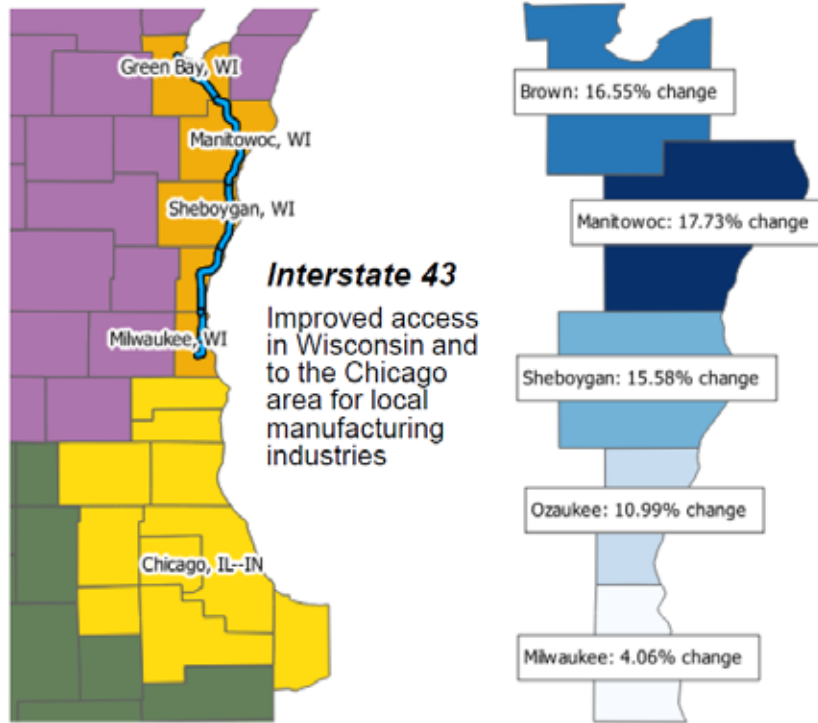 Green Bay, WI
Manitowoc, WI
Sheboygan, WI
Milwaukee, WI
Chicago, IL--IN
Interstate 43
Improved access
in Wisconsin and
to the Chicago
area for local
manufacturing
industries
Brown: 16.55% change
Manitowoc: 17.73% change
Sheboygan: 15.58% change
Ozaukee: 10.99% change
Milwaukee: 4.06% change